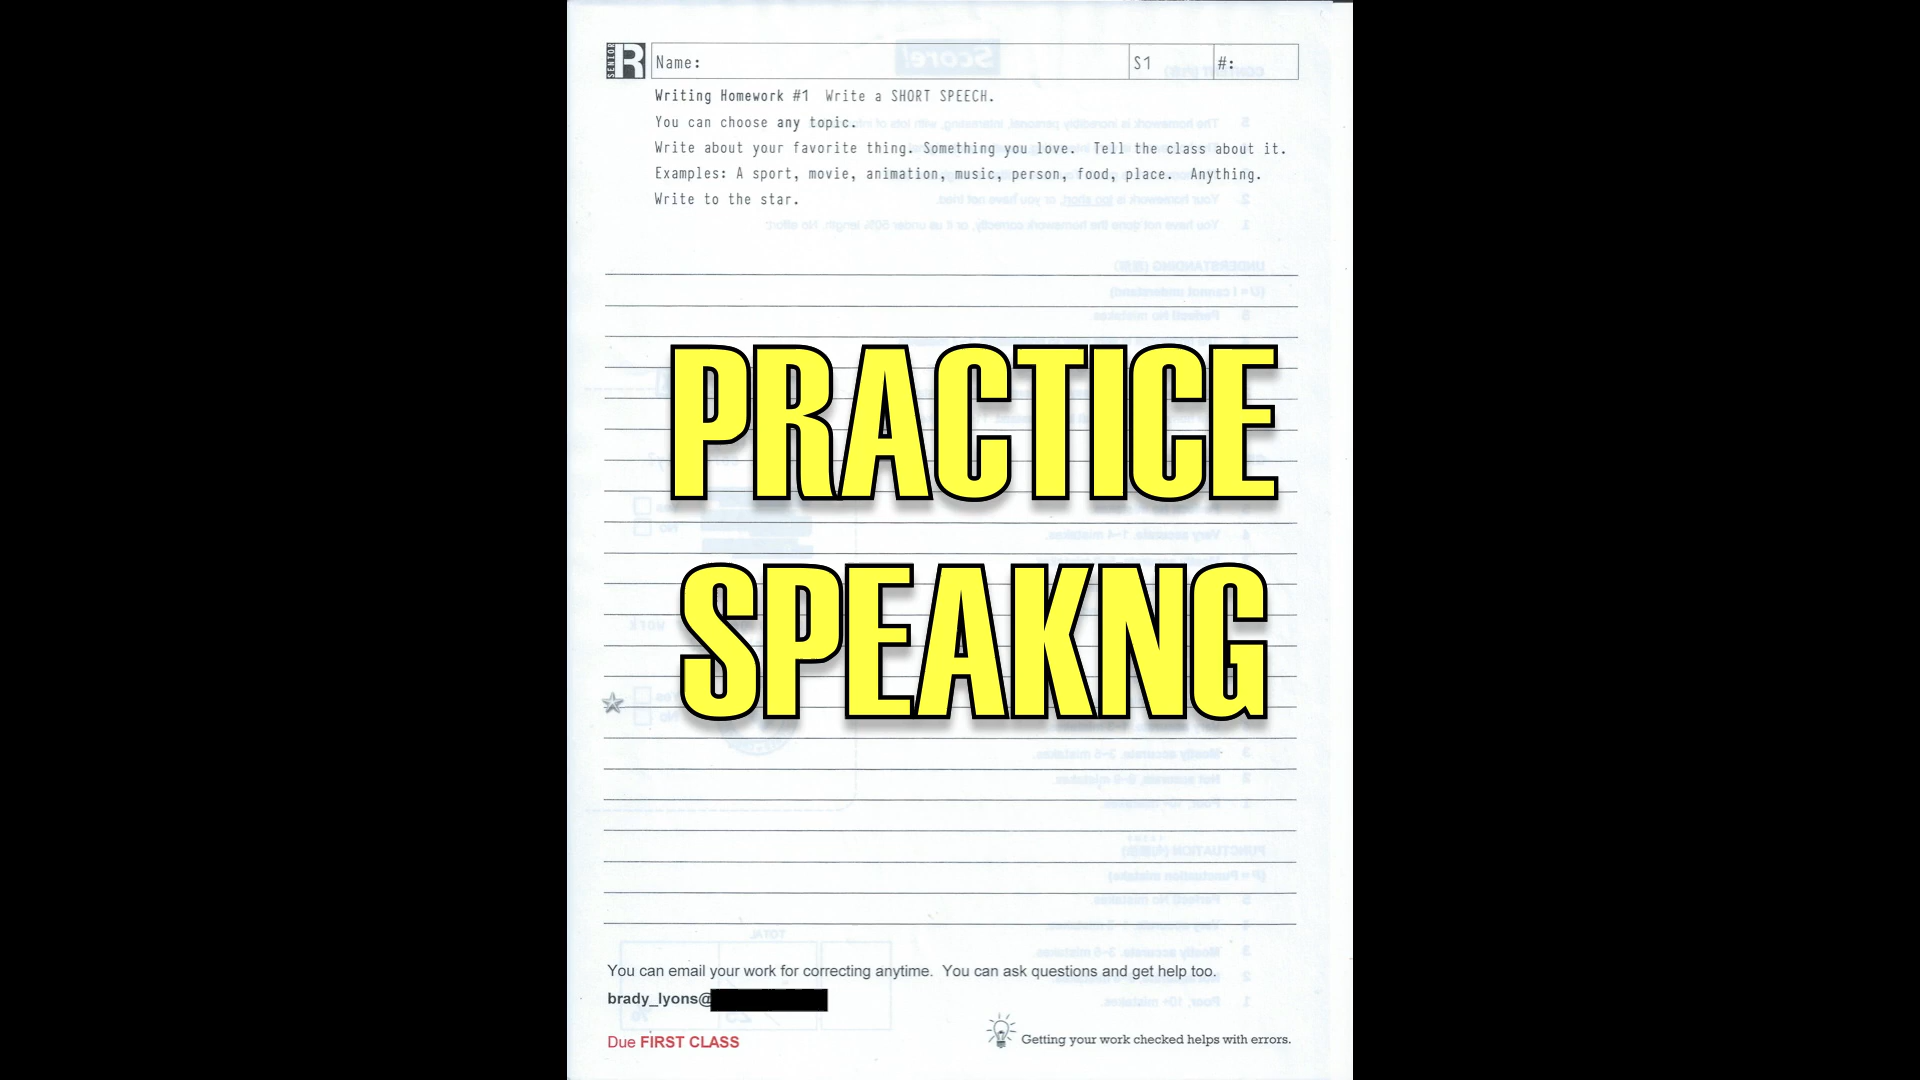 SENIOR R
Name:
S1
#:
Writing Homework #1 Write a SHORT SPEECH.
You can choose any topic.
Write about your favorite thing. Something you love. Tell the class about it.
Examples: A sport, movie, animation, music, person, food, place. Anything.
Write to the star.
PRACTICE
SPEAKNG
You can email your work for correcting anytime. You can ask questions and get help too.
brady_lyons@
Due FIRST CLASS
Getting your work checked helps with errors.